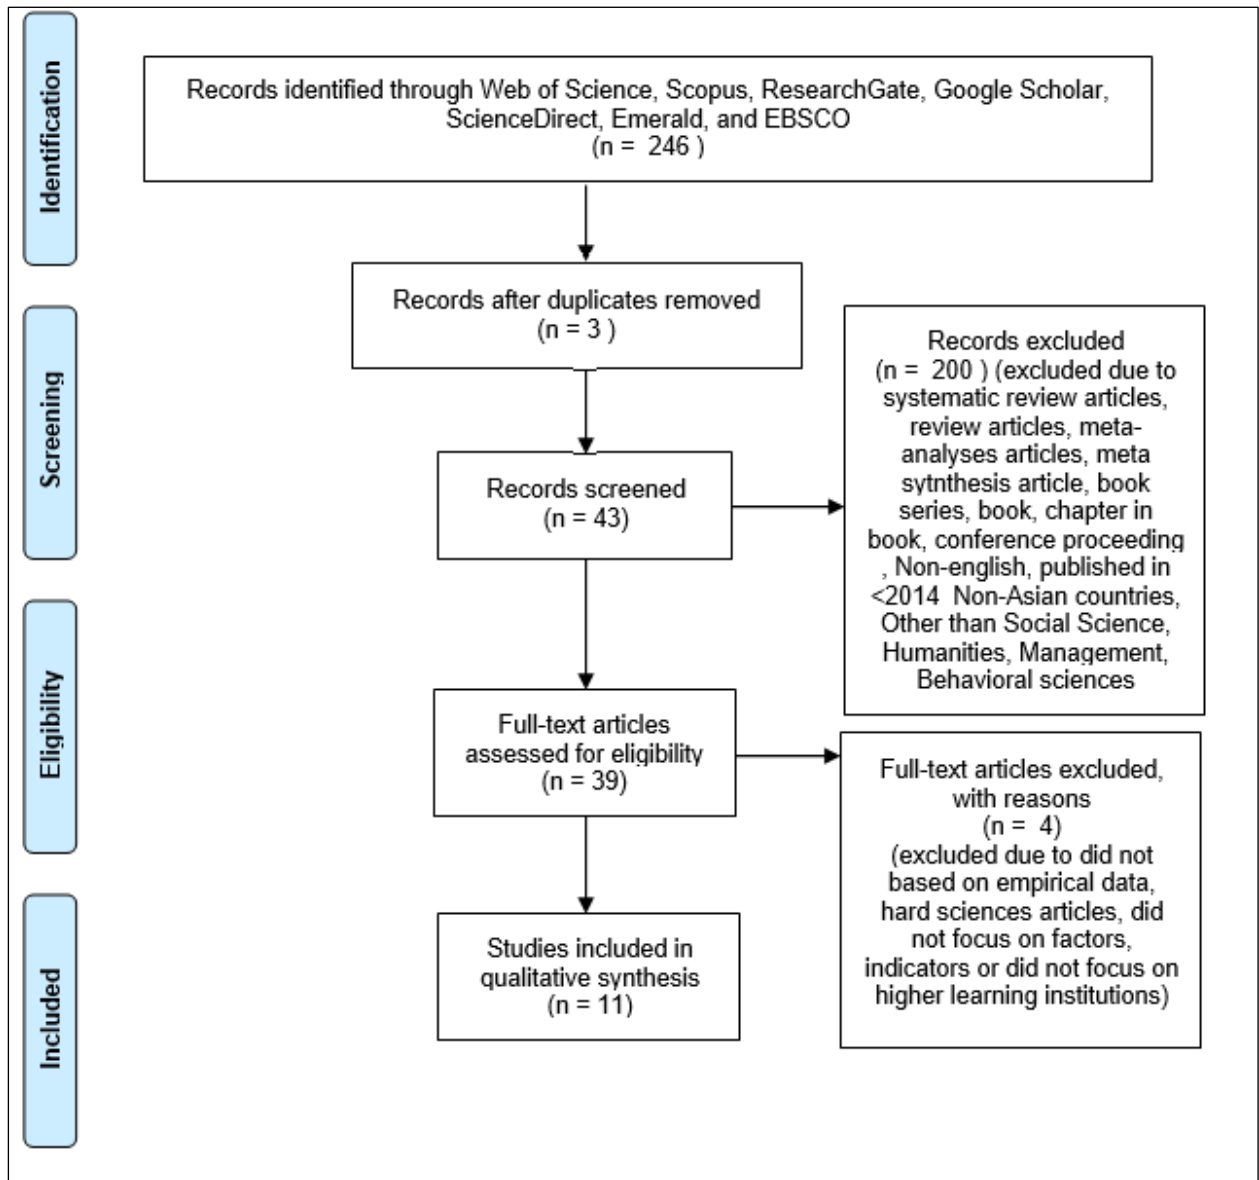 Identification
Records identified through Web of Science, Scopus, ResearchGate, Google Scholar,
ScienceDirect, Emerald, and EBSCO
(n = 246 )
Screening
Records after duplicates removed
(n = 3 )
Records screened
(n = 43)
Records excluded
(n = 200 ) (excluded due to
systematic review articles,
review articles, meta-
analyses articles, meta
sytnthesis article, book
series, book, chapter in
book, conference proceeding
, Non-english, published in
<2014 Non-Asian countries,
Other than Social Science,
Humanities, Management,
Behavioral sciences
Eligibility
Full-text articles
assessed for eligibility
(n = 39)
Full-text articles excluded,
with reasons
(n = 4)
(excluded due to did not
based on empirical data,
hard sciences articles, did
not focus on factors,
indicators or did not focus on
higher learning institutions)
Included
Studies included in
qualitative synthesis
(n = 11)